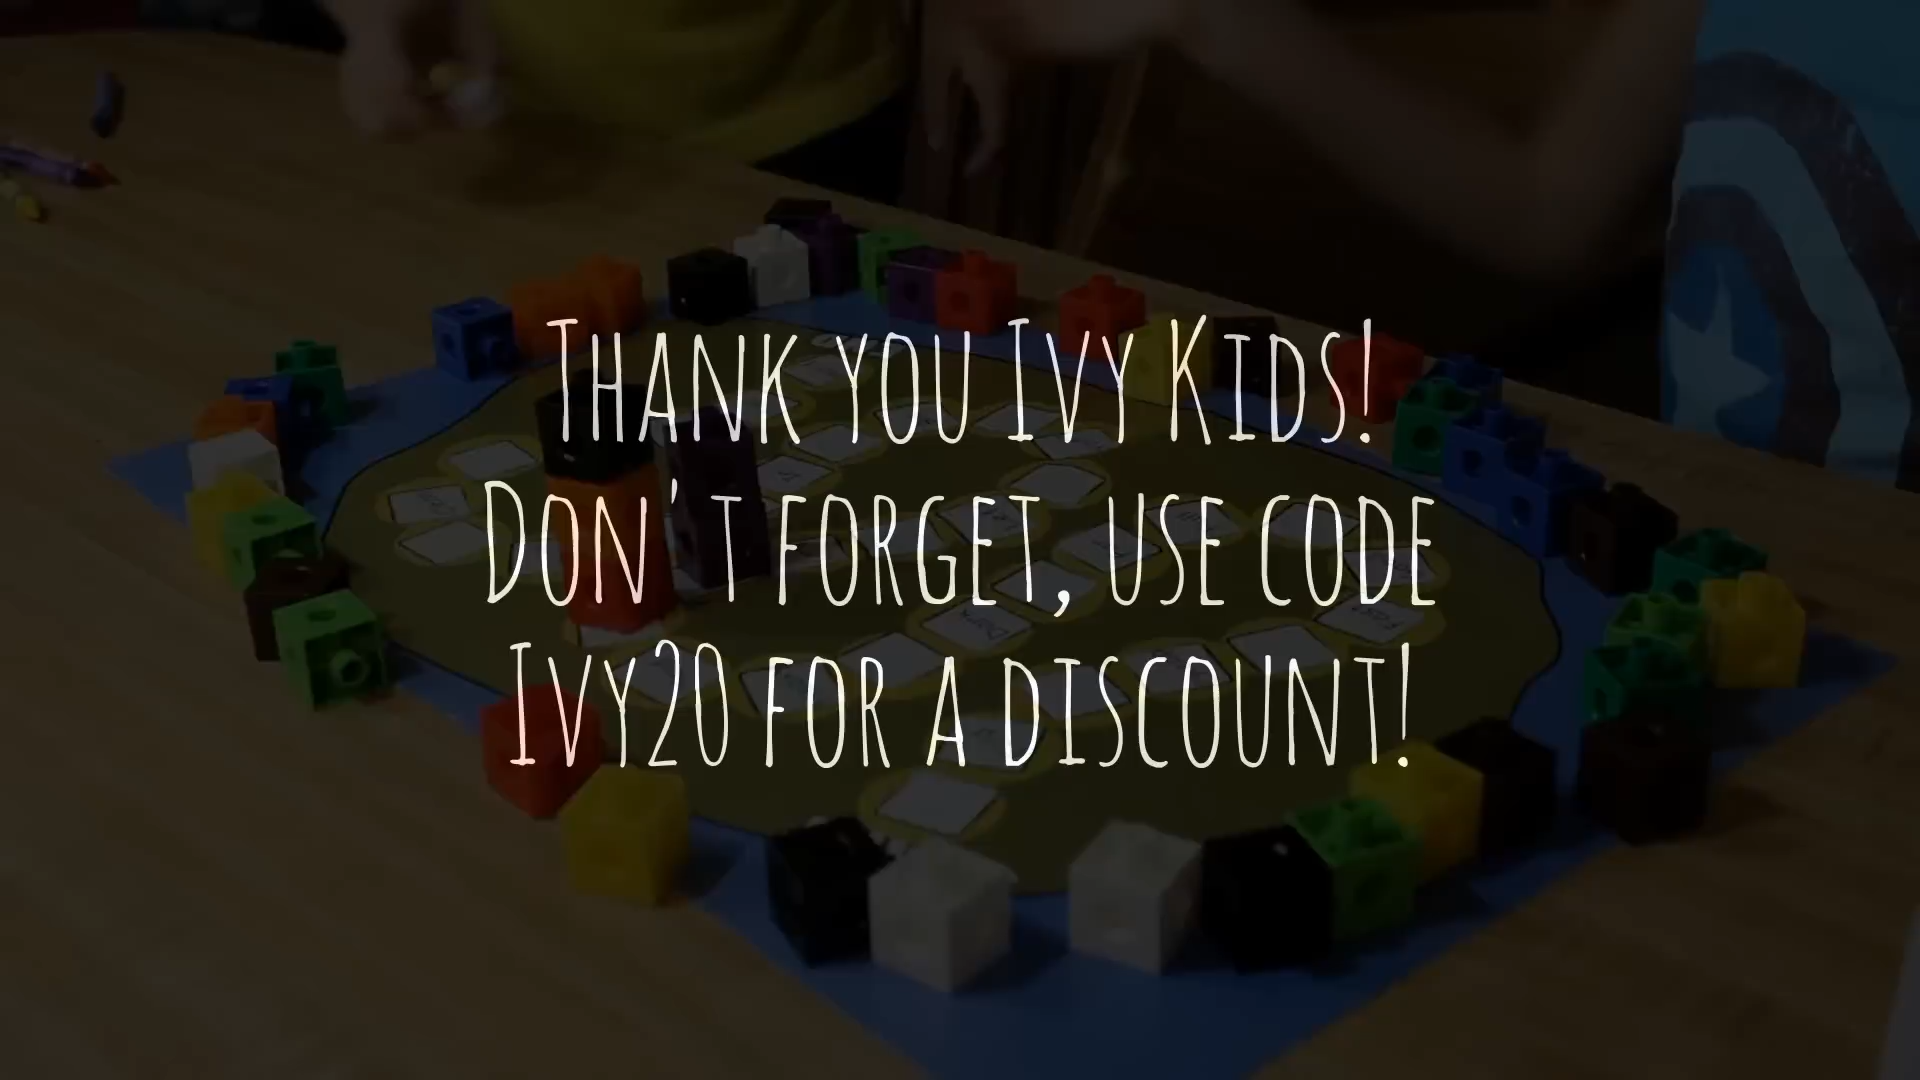 Thank you Ivy Kids!
Don't forget, use code
Ivy20 for a discount!